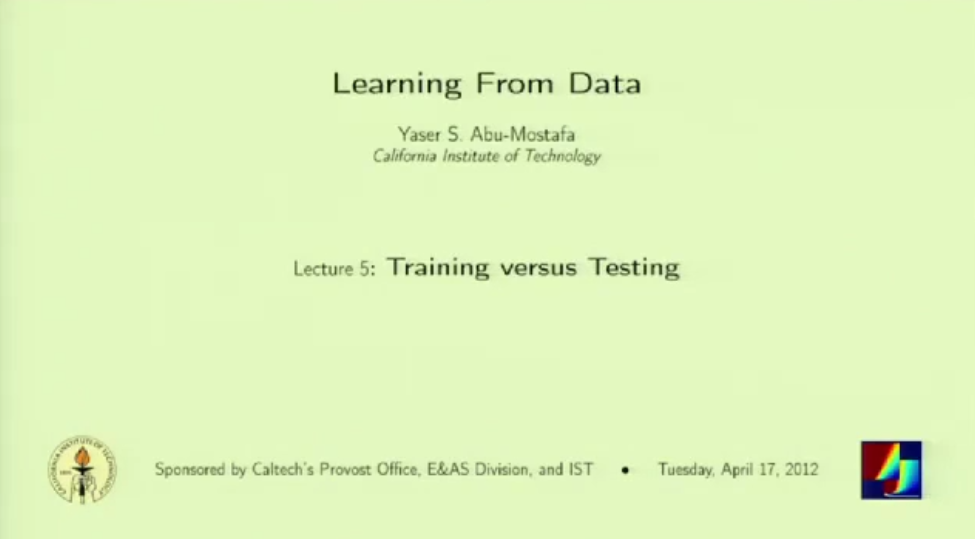 Learning From Data
Yaser S. Abu-Mostafa
California Institute of Technology
Lecture 5: Training versus Testing
Sponsored by Caltech's Provost Office, E&AS Division, and IST • Tuesday, April 17, 2012